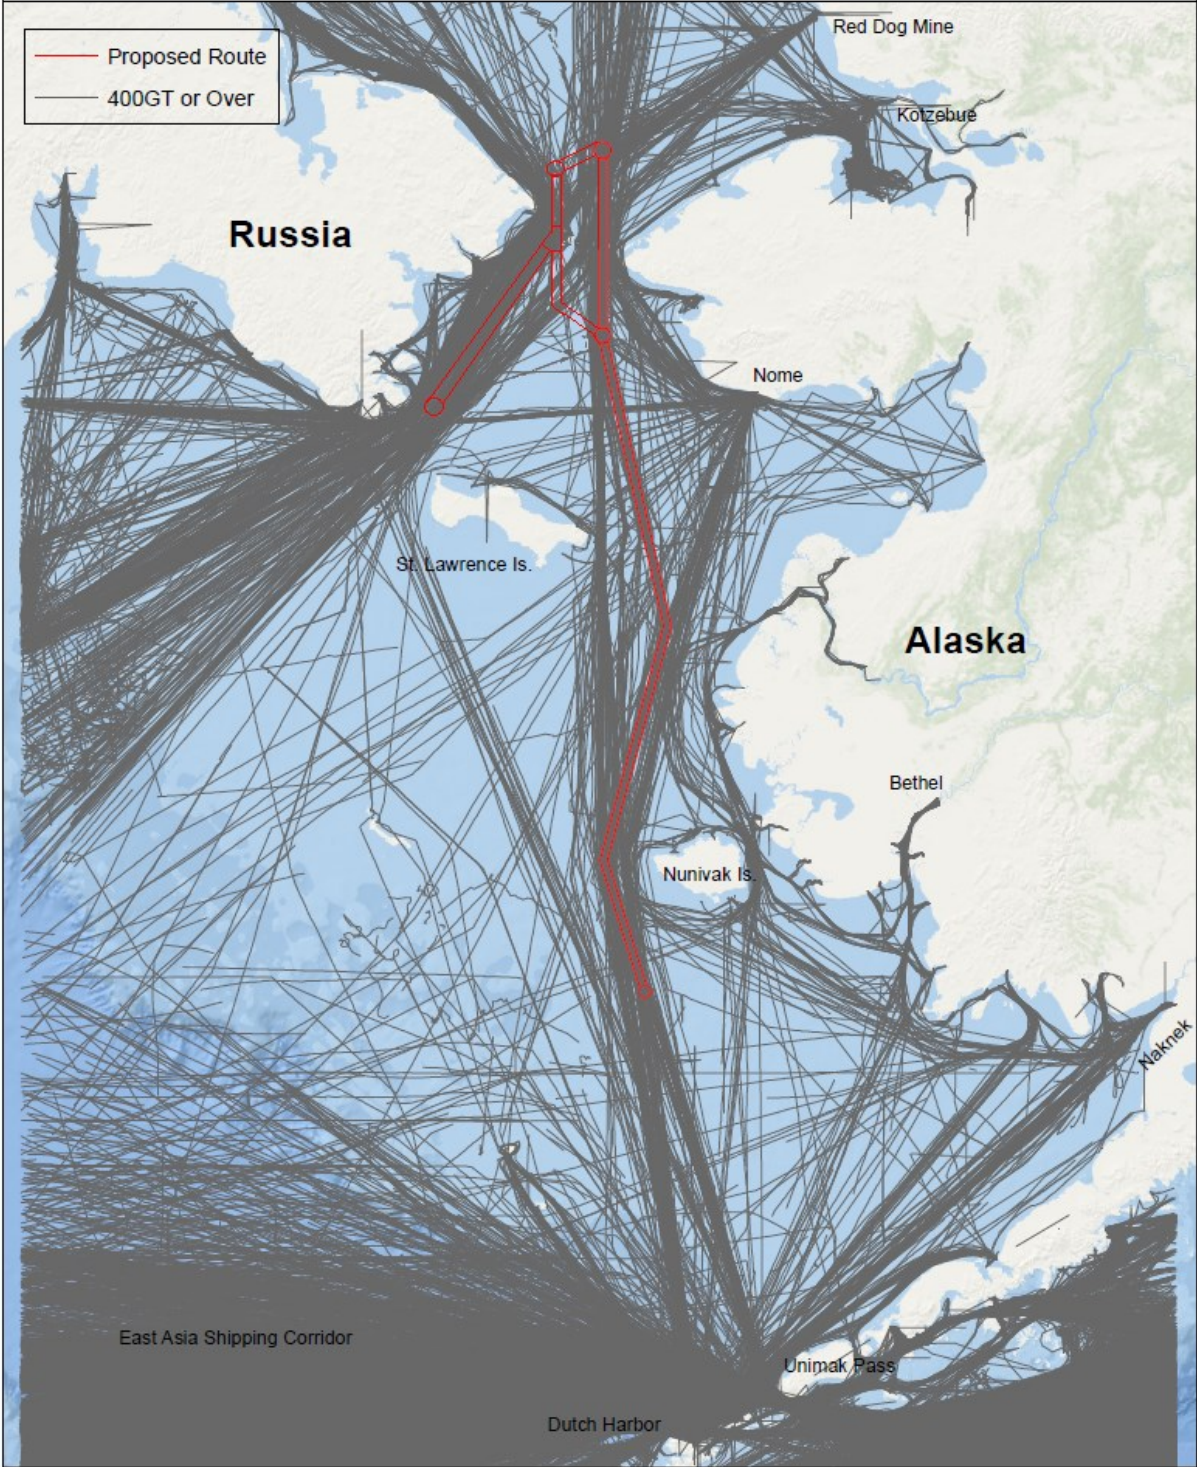 Proposed Route
400GT or Over
Red Dog Mine
Kotzebue
Russia
Nome
St. Lawrence Is.
Alaska
Bethel
Nunivak Is.
Naknek
East Asia Shipping Corridor
Unimak Pass
Dutch Harbor